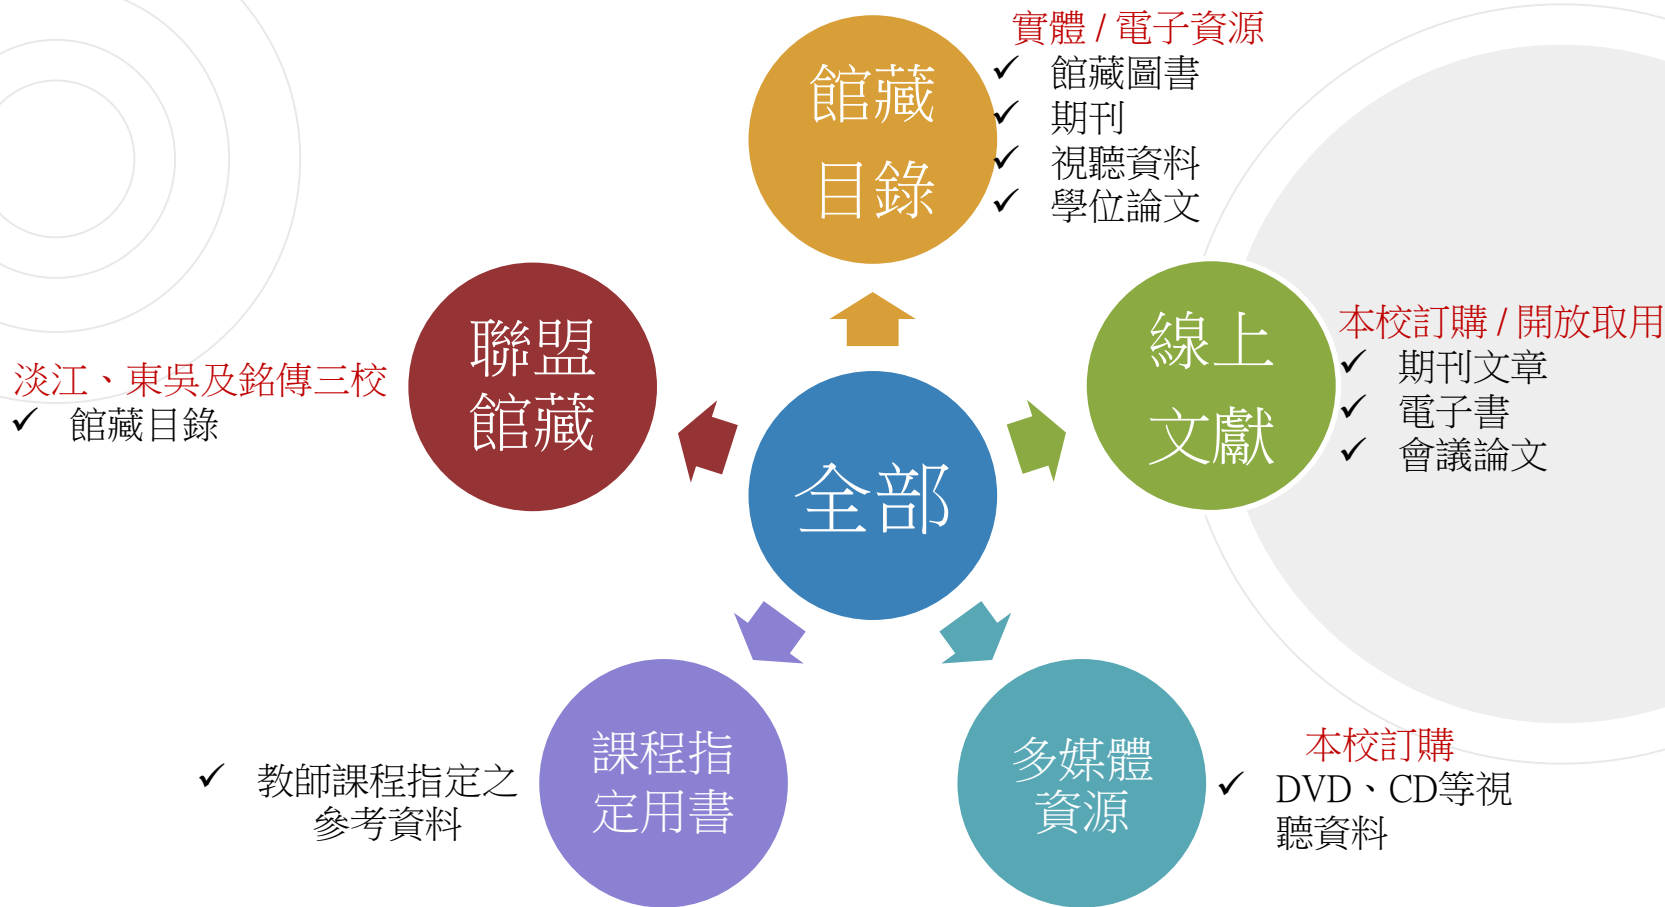 館藏
目錄
實體 / 電子資源
✓ 館藏圖書
✓ 期刊
✓ 視聽資料
✓ 學位論文
聯盟
館藏
淡江、東吳及銘傳三校
✓ 館藏目錄
線上
文獻
本校訂購 / 開放取用
✓ 期刊文章
✓ 電子書
✓ 會議論文
全部
課程指
定用書
✓ 教師課程指定之
參考資料
多媒體
資源
本校訂購
✓ DVD、CD等視
聽資料